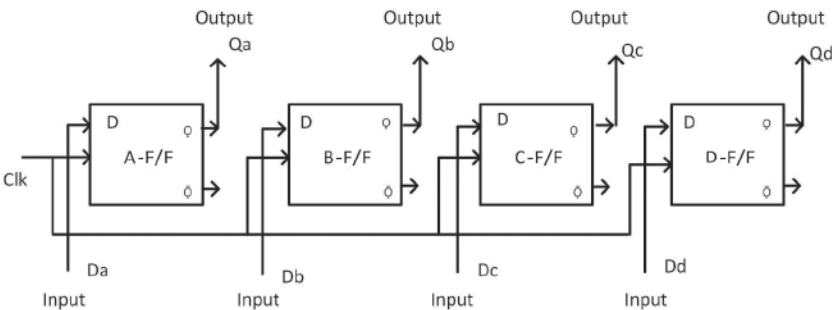 Output Output Output Output
Qa Qb Qc Qd
D Q D Q D Q D Q
A-F/F B-F/F C-F/F D-F/F
Clk
Q̄ Q̄ Q̄ Q̄
Da Db Dc Dd
Input Input Input Input